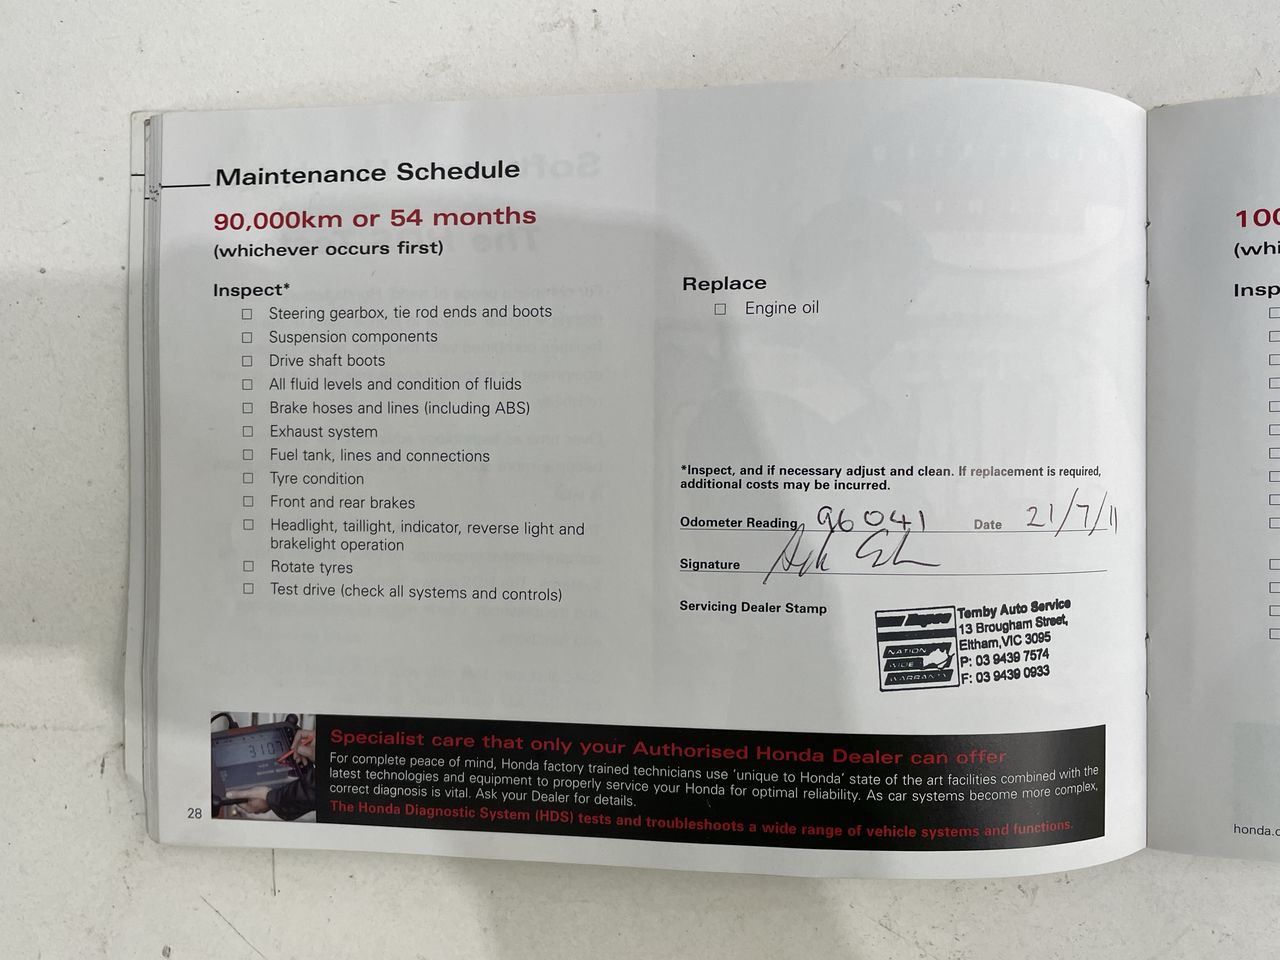 Maintenance Schedule
90,000km or 54 months
(whichever occurs first)
Inspect*
Steering gearbox, tie rod ends and boots
Suspension components
Drive shaft boots
All fluid levels and condition of fluids
Brake hoses and lines (including ABS)
Exhaust system
Fuel tank, lines and connections
Tyre condition
Front and rear brakes
Headlight, taillight, indicator, reverse light and
brakelight operation
Rotate tyres
Test drive (check all systems and controls)
Replace
Engine oil
*Inspect, and if necessary adjust and clean. If replacement is required,
additional costs may be incurred.
Odometer Reading 96041 Date 21/7/11
Signature
Servicing Dealer Stamp
NATION
WIDE
WARRANTY
Temby Auto Service
13 Brougham Street,
Eltham, VIC 3095
P: 03 9439 7574
F: 03 9439 0933
3107
Specialist care that only your Authorised Honda Dealer can offer
For complete peace of mind, Honda factory trained technicians use 'unique to Honda' state of the art facilities combined with the
latest technologies and equipment to properly service your Honda for optimal reliability. As car systems become more complex,
correct diagnosis is vital. Ask your Dealer for details.
The Honda Diagnostic System (HDS) tests and troubleshoots a wide range of vehicle systems and functions.
28
100
(whi
Insp
honda.c